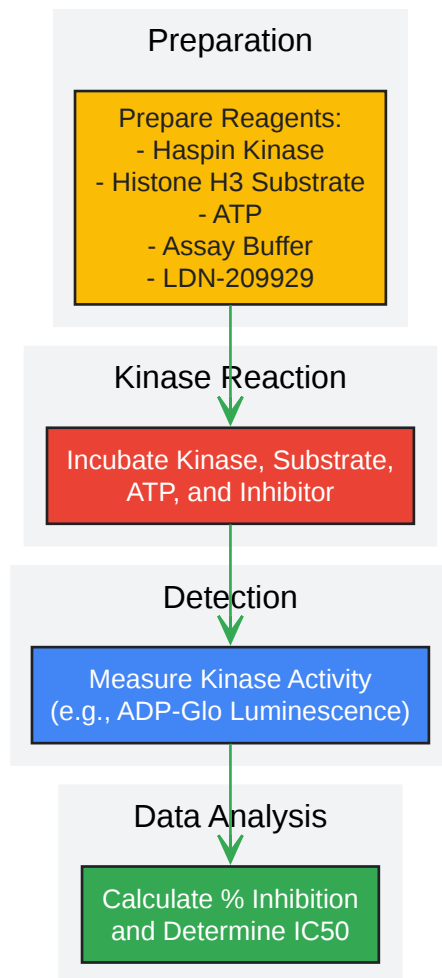 Preparation
Prepare Reagents:
- Haspin Kinase
- Histone H3 Substrate
- ATP
- Assay Buffer
- LDN-209929
Kinase Reaction
Incubate Kinase, Substrate,
ATP, and Inhibitor
Detection
Measure Kinase Activity
(e.g., ADP-Glo Luminescence)
Data Analysis
Calculate % Inhibition
and Determine IC50